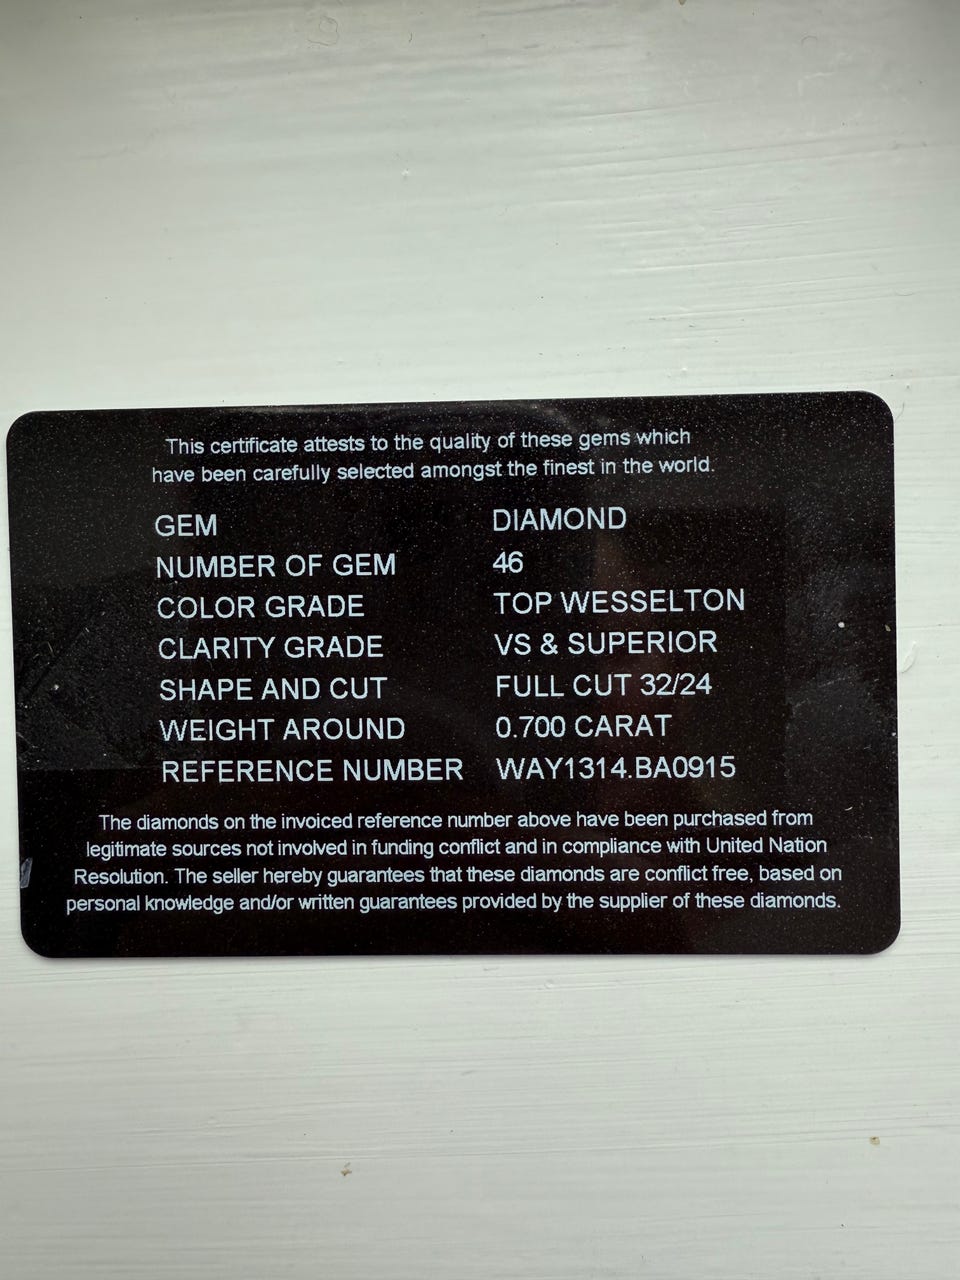 This certificate attests to the quality of these gems which
have been carefully selected amongst the finest in the world.
GEM DIAMOND
NUMBER OF GEM 46
COLOR GRADE TOP WESSELTON
CLARITY GRADE VS & SUPERIOR
SHAPE AND CUT FULL CUT 32/24
WEIGHT AROUND 0.700 CARAT
REFERENCE NUMBER WAY1314.BA0915
The diamonds on the invoiced reference number above have been purchased from
legitimate sources not involved in funding conflict and in compliance with United Nation
Resolution. The seller hereby guarantees that these diamonds are conflict free, based on
personal knowledge and/or written guarantees provided by the supplier of these diamonds.